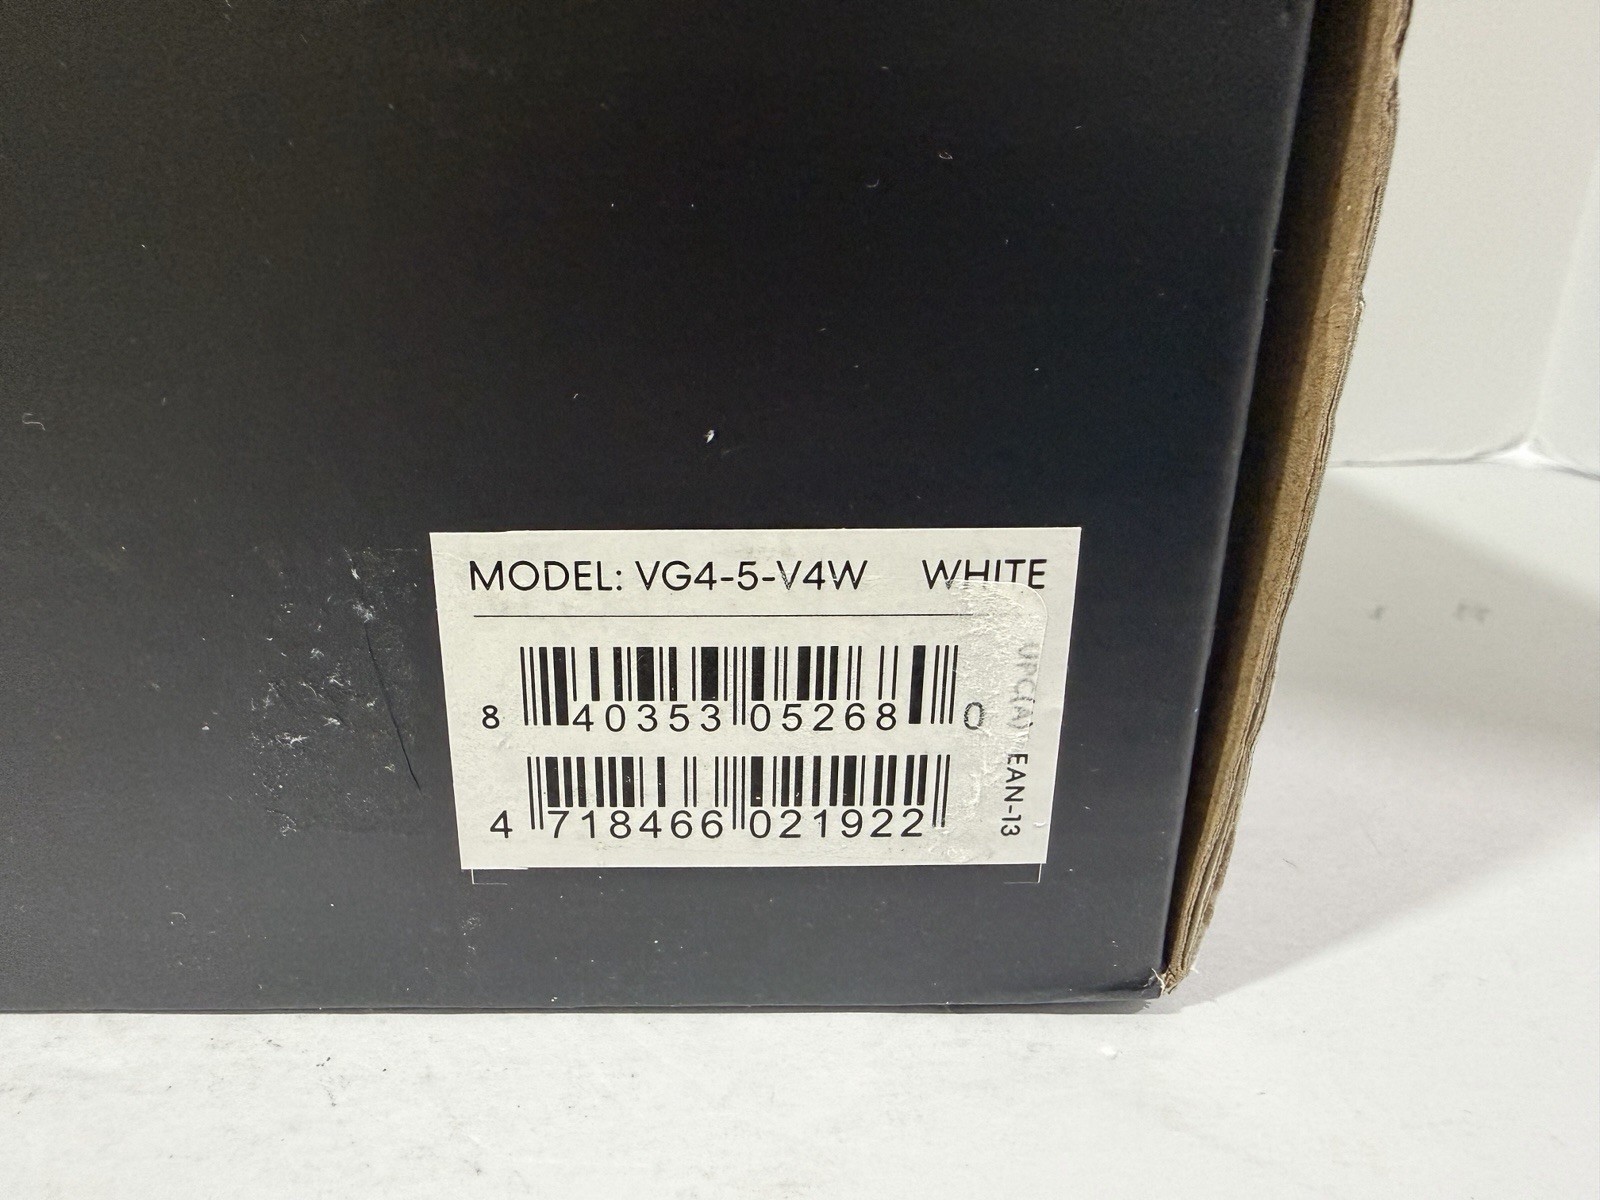 MODEL: VG4-5-V4W WHITE
8 40353 05268 0
UPC(A)
4 718466 021922
EAN-13